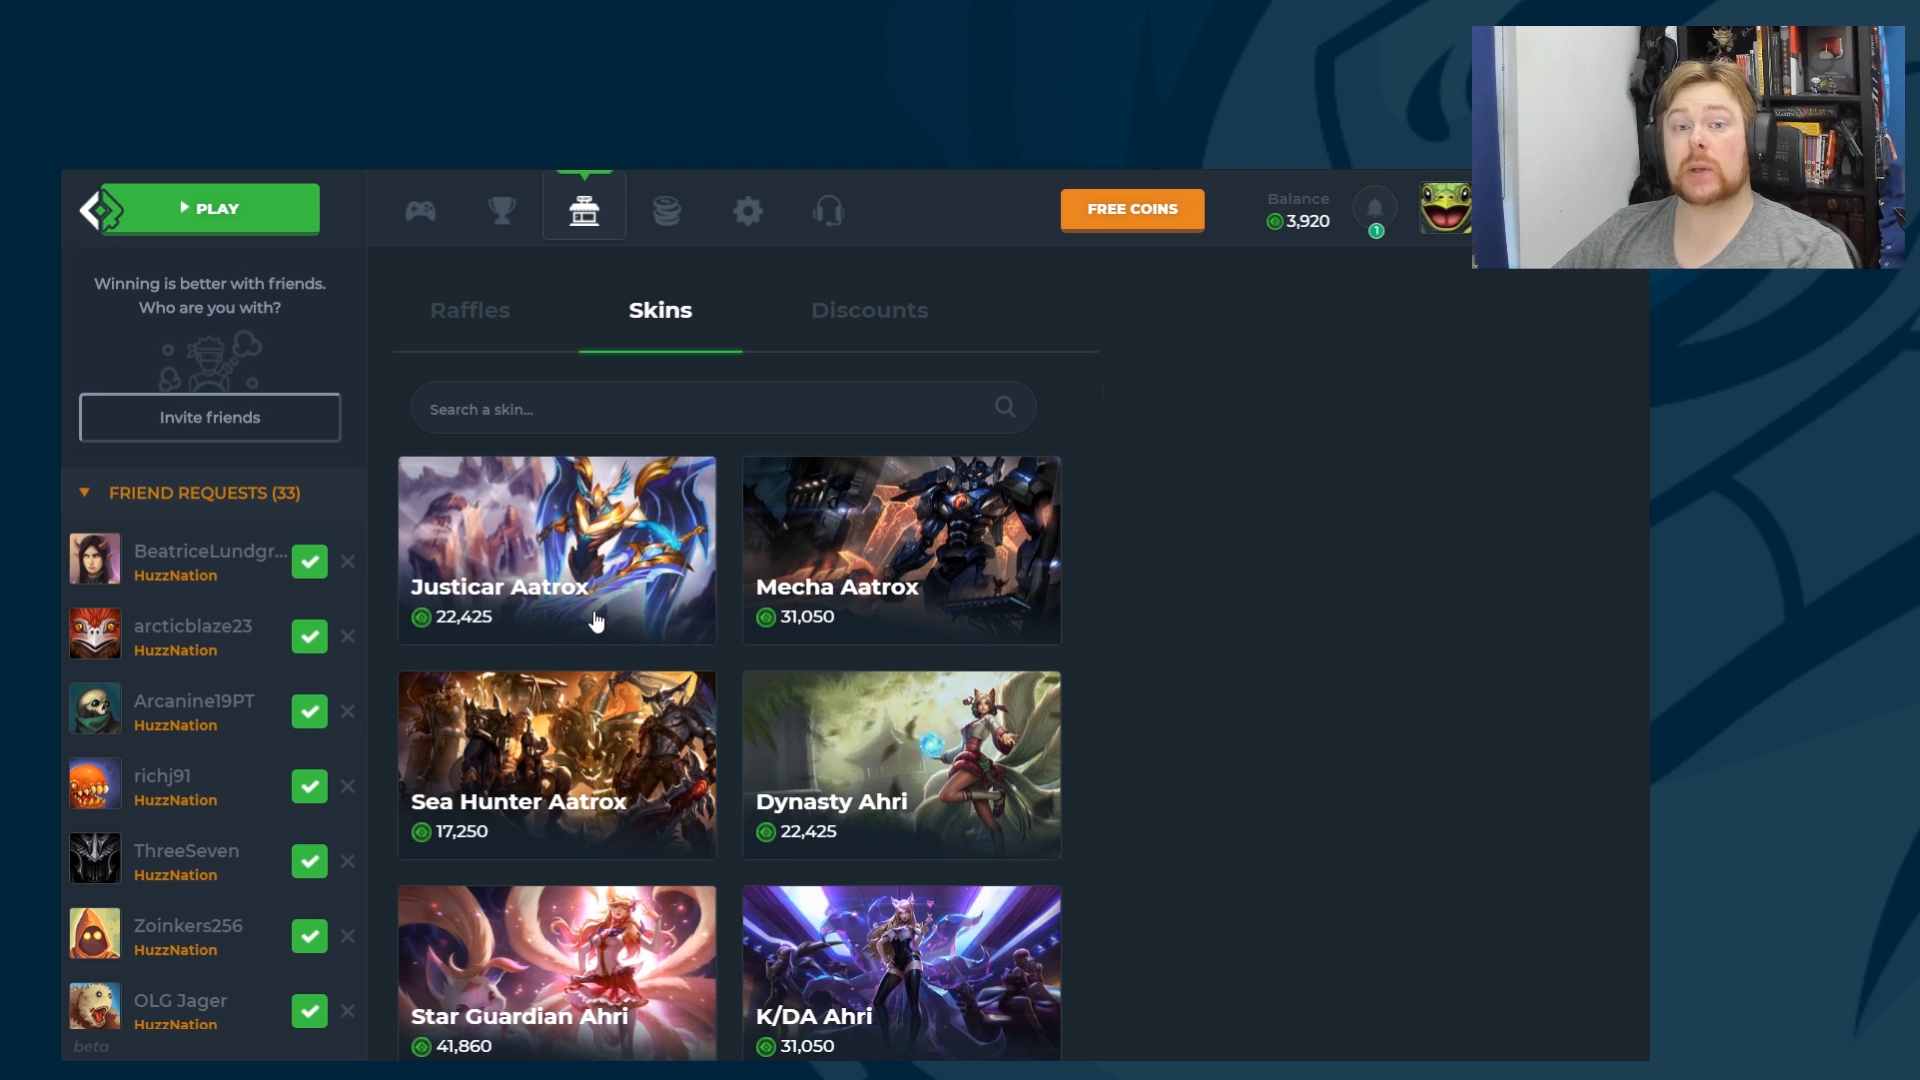 PLAY
FREE COINS
Balance
3,920
1
Winning is better with friends.
Who are you with?
Invite friends
FRIEND REQUESTS (33)
BeatriceLundgr...
HuzzNation
arcticblaze23
HuzzNation
Arcanine19PT
HuzzNation
richj91
HuzzNation
ThreeSeven
HuzzNation
Zoinkers256
HuzzNation
OLG Jager
HuzzNation
beta
Raffles
Skins
Discounts
Search a skin...
Justicar Aatrox
22,425
Mecha Aatrox
31,050
Sea Hunter Aatrox
17,250
Dynasty Ahri
22,425
Star Guardian Ahri
41,860
K/DA Ahri
31,050